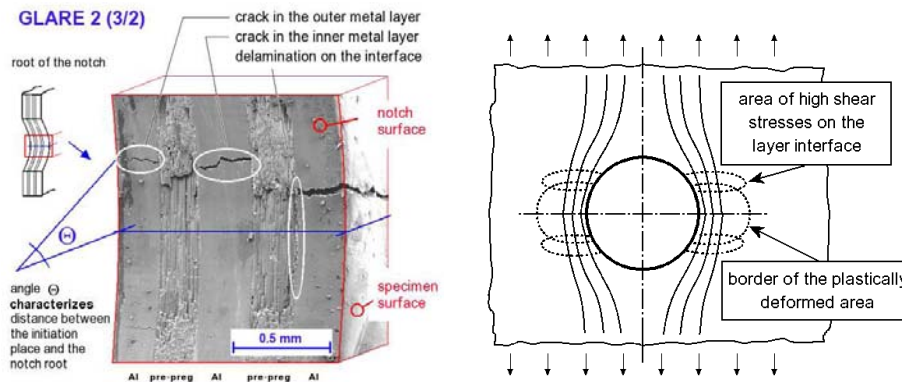 GLARE 2 (3/2)
crack in the outer metal layer
crack in the inner metal layer
delamination on the interface
root of the notch
notch
surface
Θ
angle Θ
characterizes
distance between
the initiation
place and the
notch root
specimen
surface
0.5 mm
Al pre-preg Al pre-preg Al
area of high shear
stresses on the
layer interface
border of the plastically
deformed area